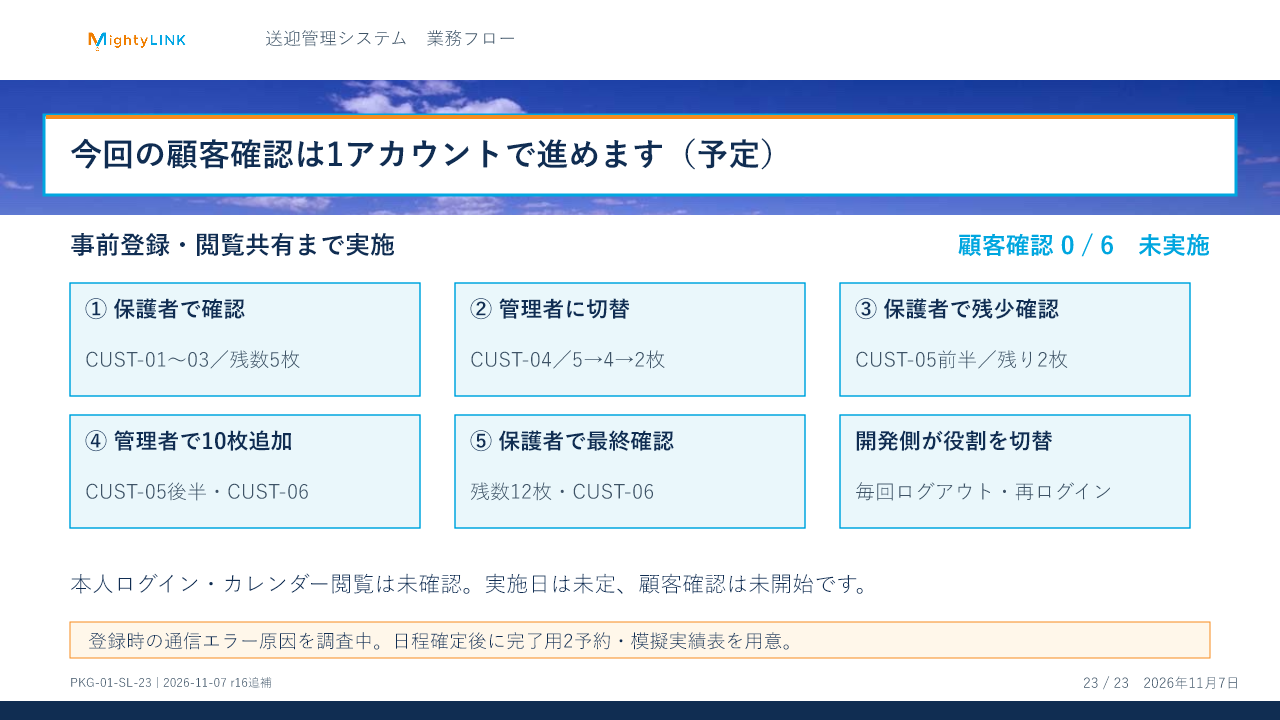 MightyLINK
送迎管理システム　業務フロー
今回の顧客確認は1アカウントで進めます（予定）
事前登録・閲覧共有まで実施
顧客確認 0 / 6　未実施
① 保護者で確認
CUST-01〜03／残数5枚
② 管理者に切替
CUST-04／5→4→2枚
③ 保護者で残少確認
CUST-05前半／残り2枚
④ 管理者で10枚追加
CUST-05後半・CUST-06
⑤ 保護者で最終確認
残数12枚・CUST-06
開発側が役割を切替
毎回ログアウト・再ログイン
本人ログイン・カレンダー閲覧は未確認。実施日は未定、顧客確認は未開始です。
登録時の通信エラー原因を調査中。日程確定後に完了用2予約・模擬実績表を用意。
PKG-01-SL-23 | 2026-11-07 r16追補
23 / 23　2026年11月7日